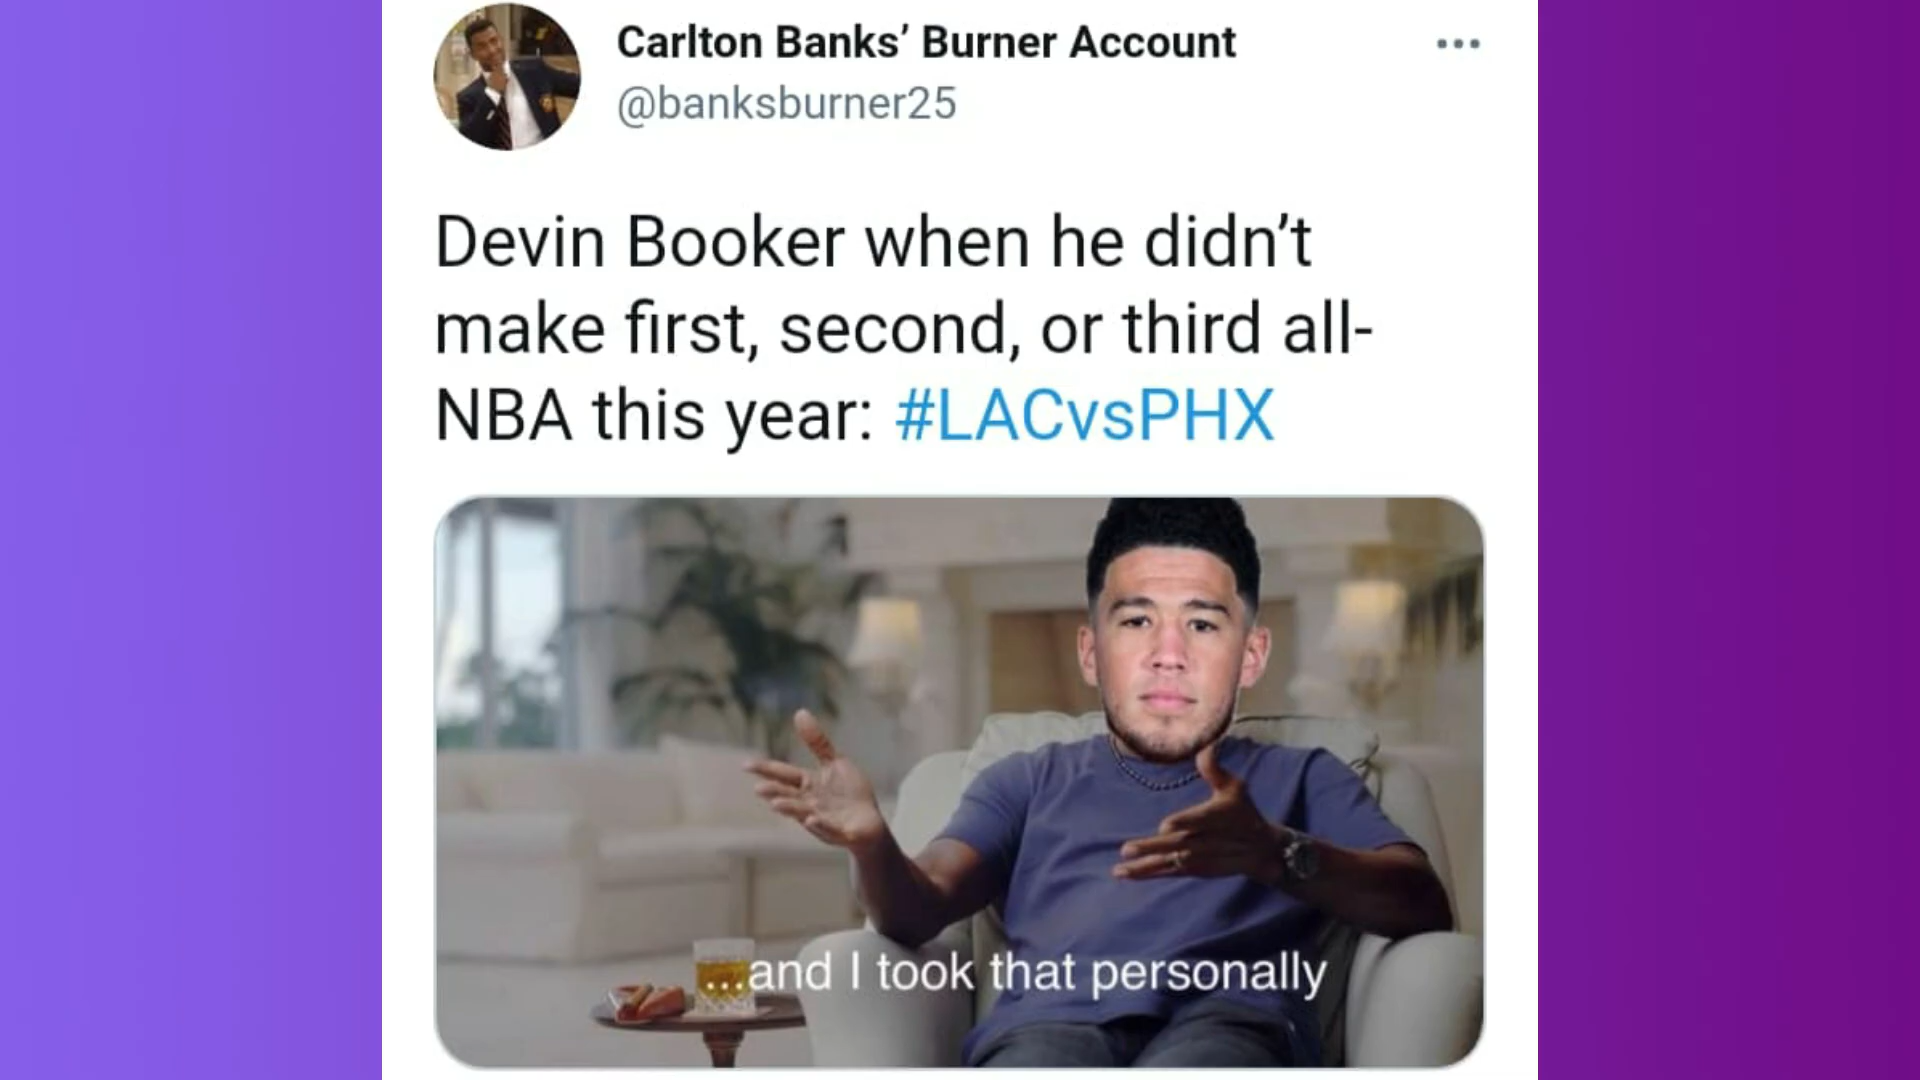 Carlton Banks’ Burner Account
@banksburner25
Devin Booker when he didn’t
make first, second, or third all-
NBA this year: #LACvsPHX
...and I took that personally